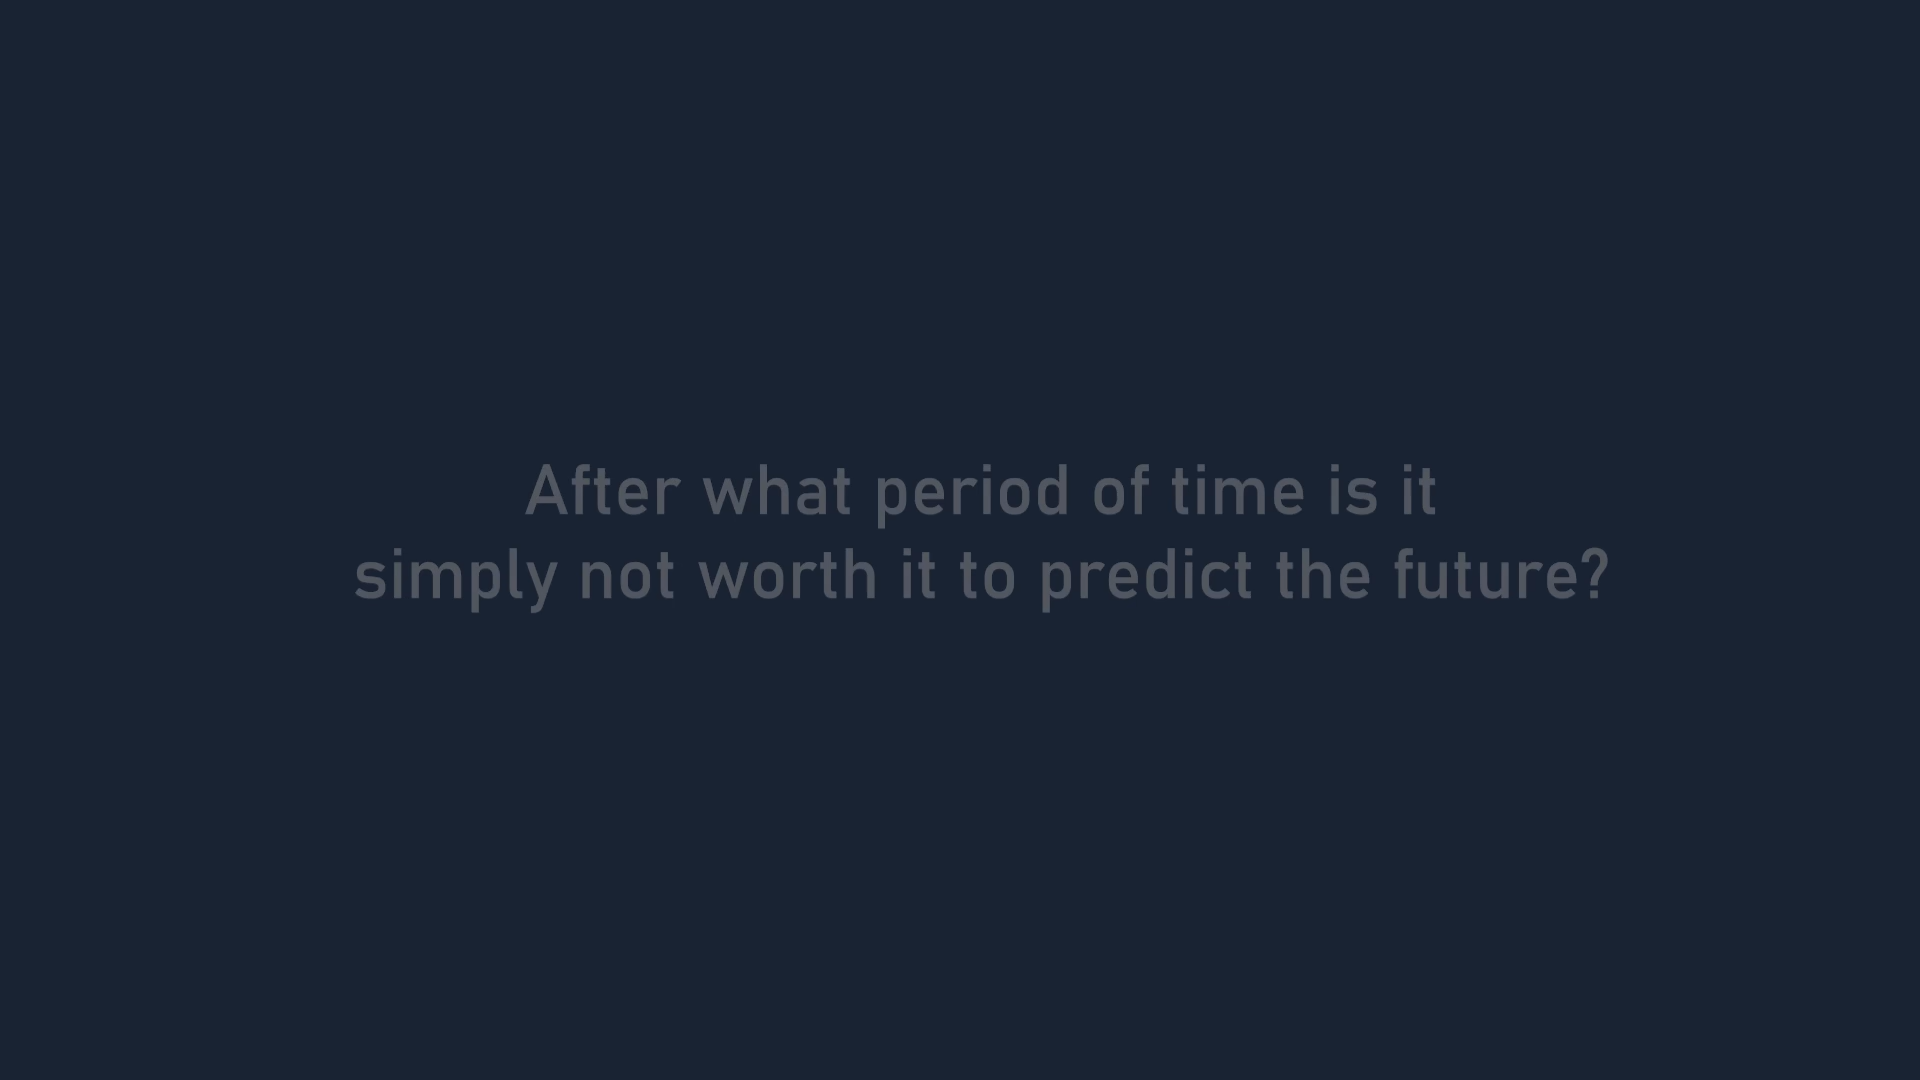 After what period of time is it
simply not worth it to predict the future?